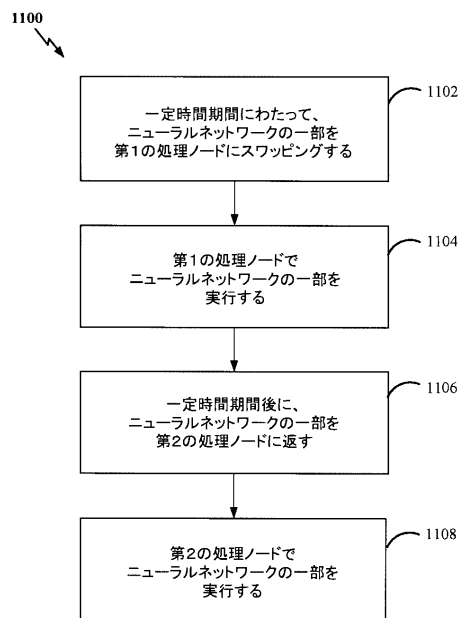 1100
1102
一定時間期間にわたって、
ニューラルネットワークの一部を
第1の処理ノードにスワッピングする
1104
第1の処理ノードで
ニューラルネットワークの一部を
実行する
1106
一定時間期間後に、
ニューラルネットワークの一部を
第2の処理ノードに返す
1108
第2の処理ノードで
ニューラルネットワークの一部を
実行する